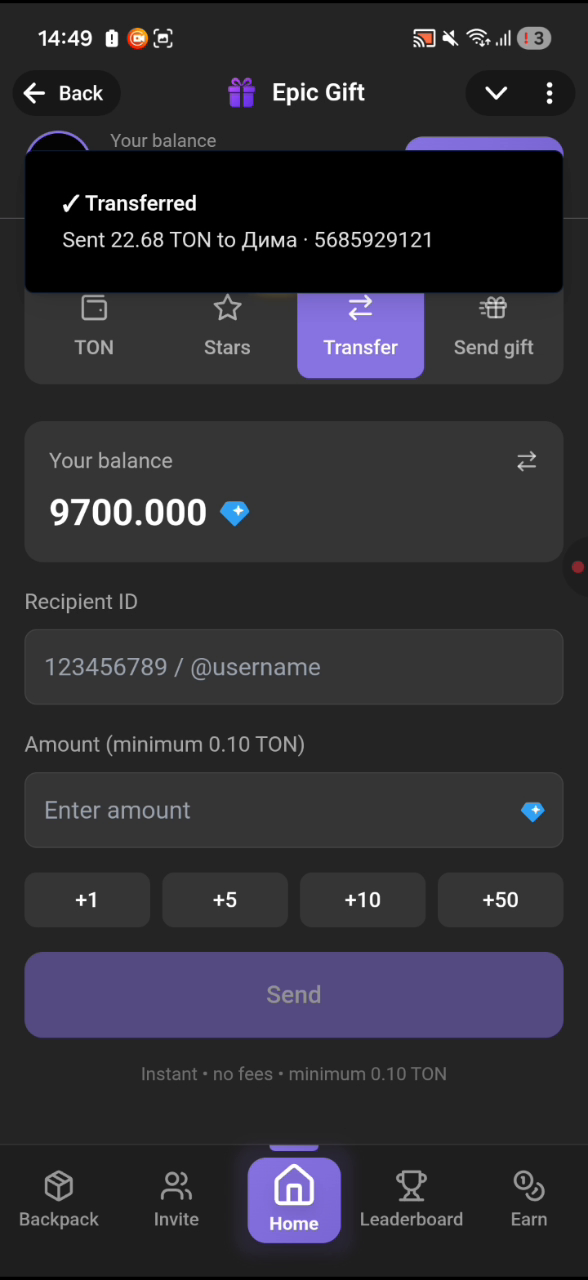 14:49
3
Back
Epic Gift
Your balance
✓ Transferred
Sent 22.68 TON to Дима · 5685929121
TON
Stars
Transfer
Send gift
Your balance
9700.000
Recipient ID
123456789 / @username
Amount (minimum 0.10 TON)
Enter amount
+1
+5
+10
+50
Send
Instant • no fees • minimum 0.10 TON
Backpack
Invite
Home
Leaderboard
Earn